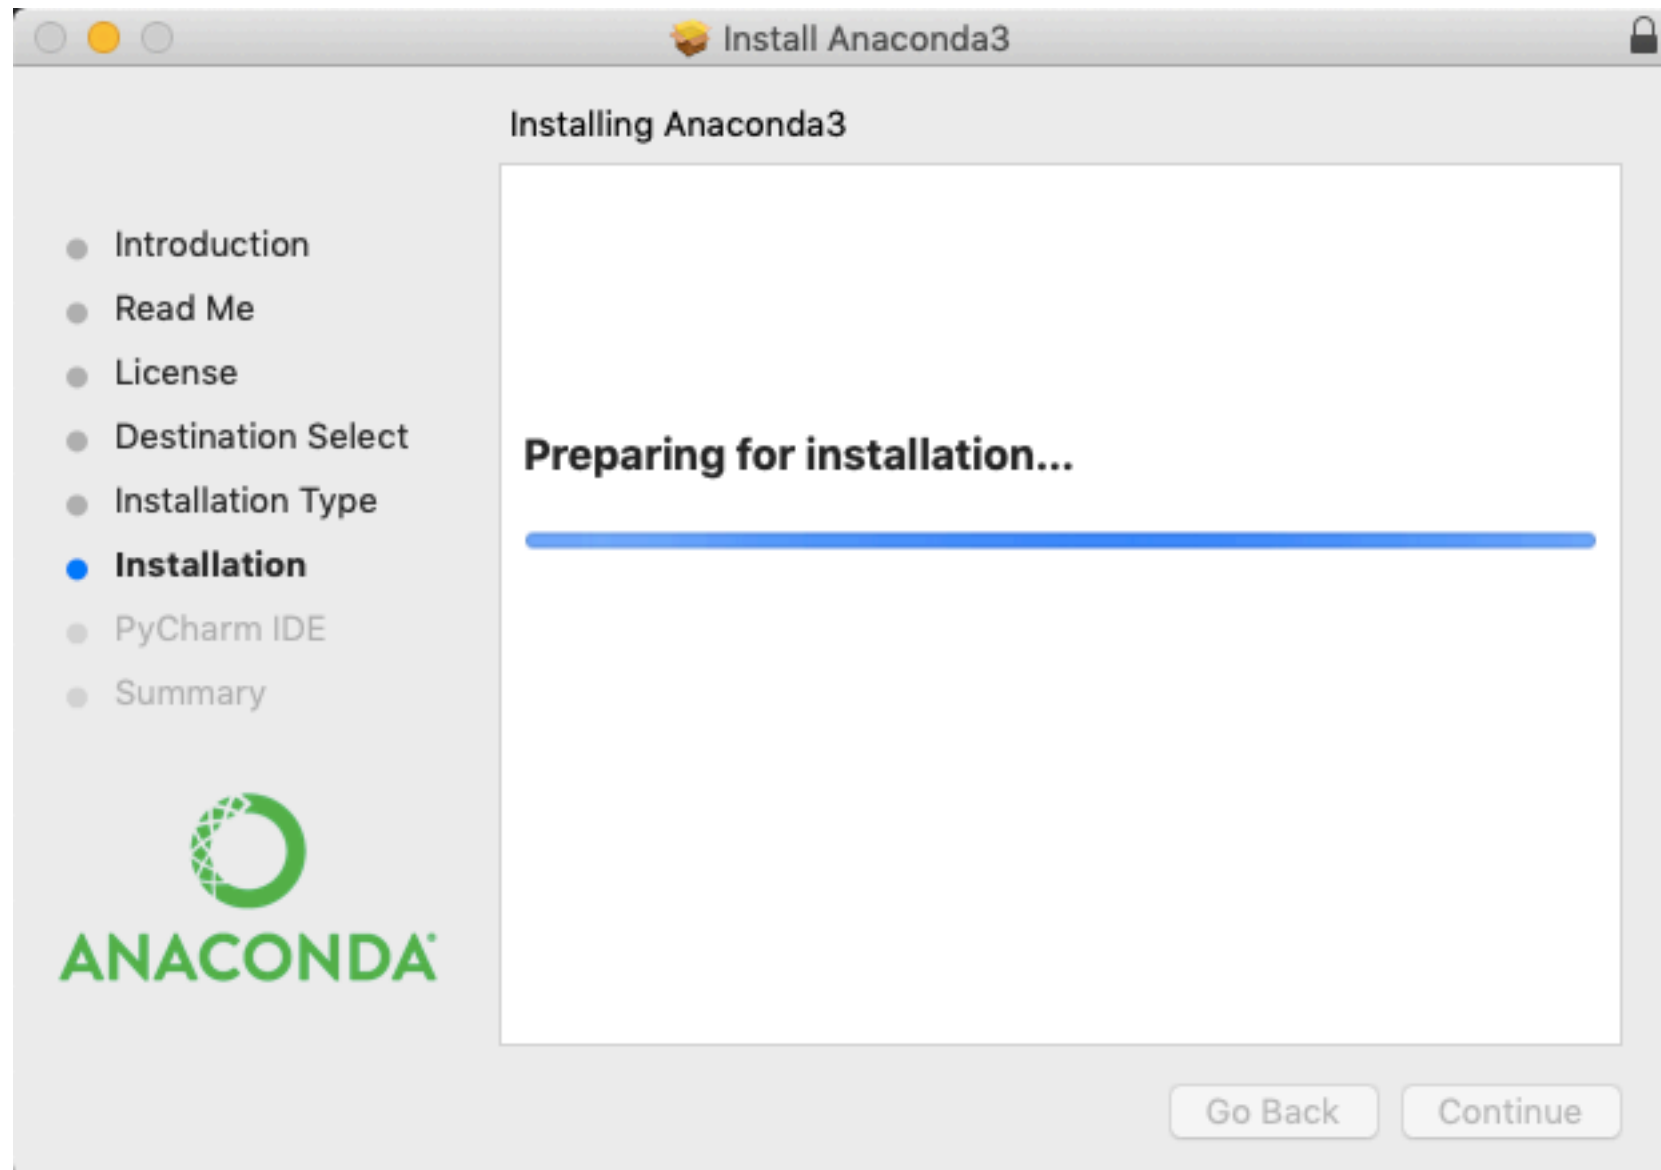 Install Anaconda3
Installing Anaconda3
Introduction
Read Me
License
Destination Select
Installation Type
Installation
PyCharm IDE
Summary
Preparing for installation...
ANACONDA
Go Back
Continue